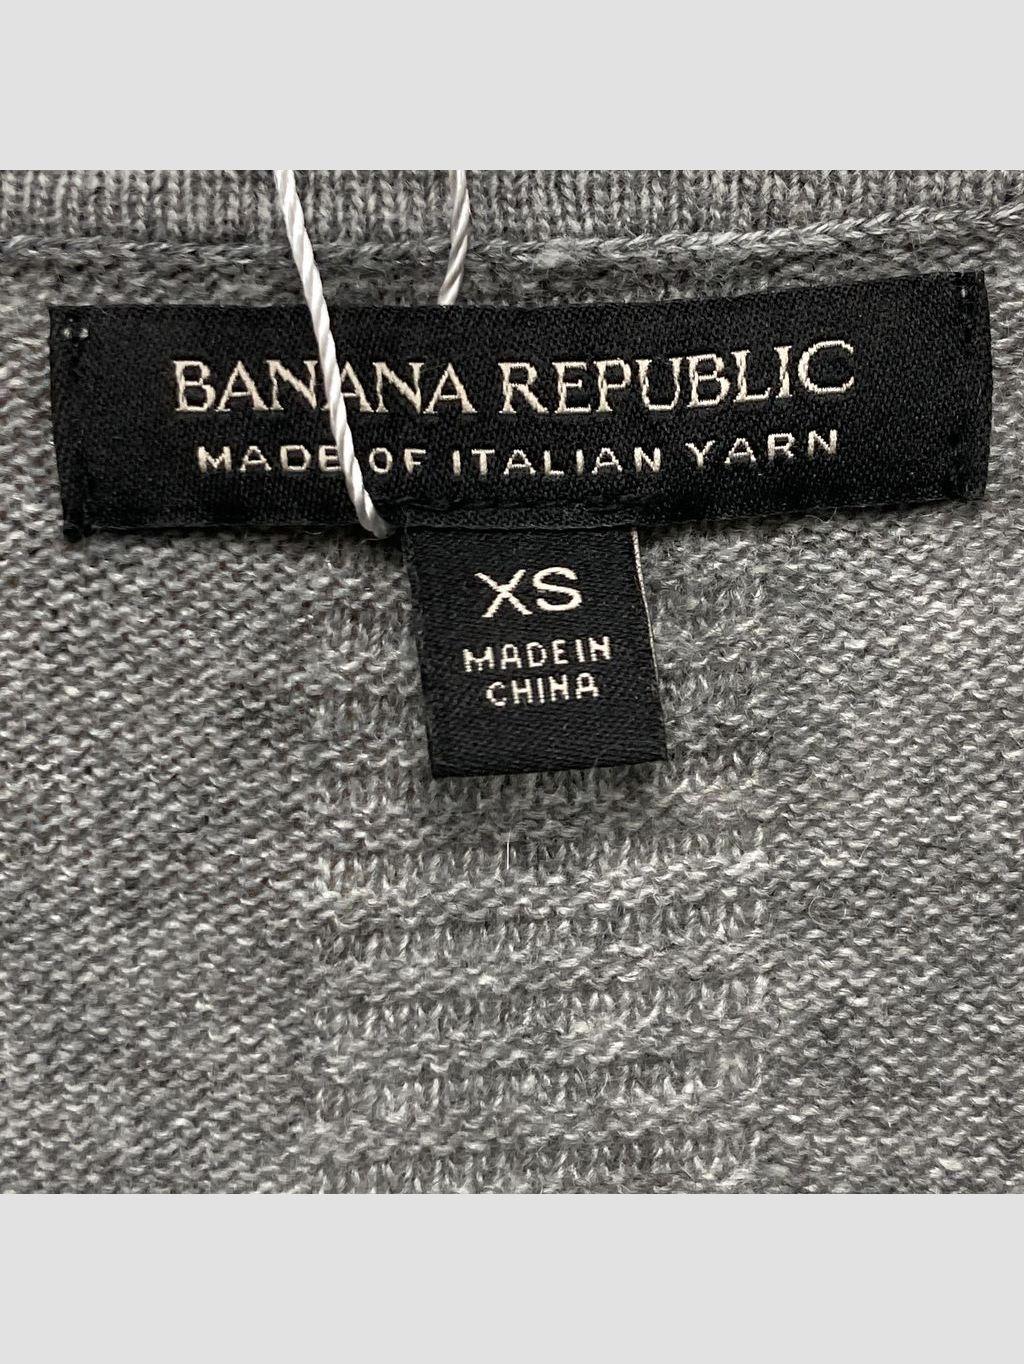 BANANA REPUBLIC
MADE OF ITALIAN YARN
XS
MADE IN
CHINA